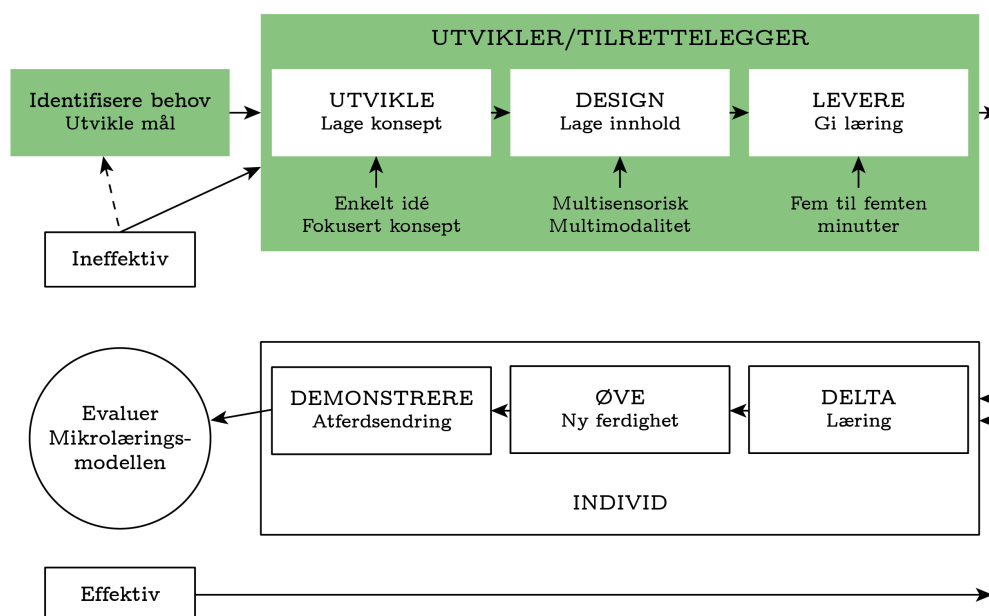 UTVIKLER/TILRETTELEGGER
Identifisere behov
Utvikle mål
UTVIKLE
Lage konsept
DESIGN
Lage innhold
LEVERE
Gi læring
Enkelt idé
Fokusert konsept
Multisensorisk
Multimodalitet
Fem til femten
minutter
Ineffektiv
Evaluer
Mikrolærings-
modellen
DEMONSTRERE
Atferdsendring
ØVE
Ny ferdighet
DELTA
Læring
INDIVID
Effektiv